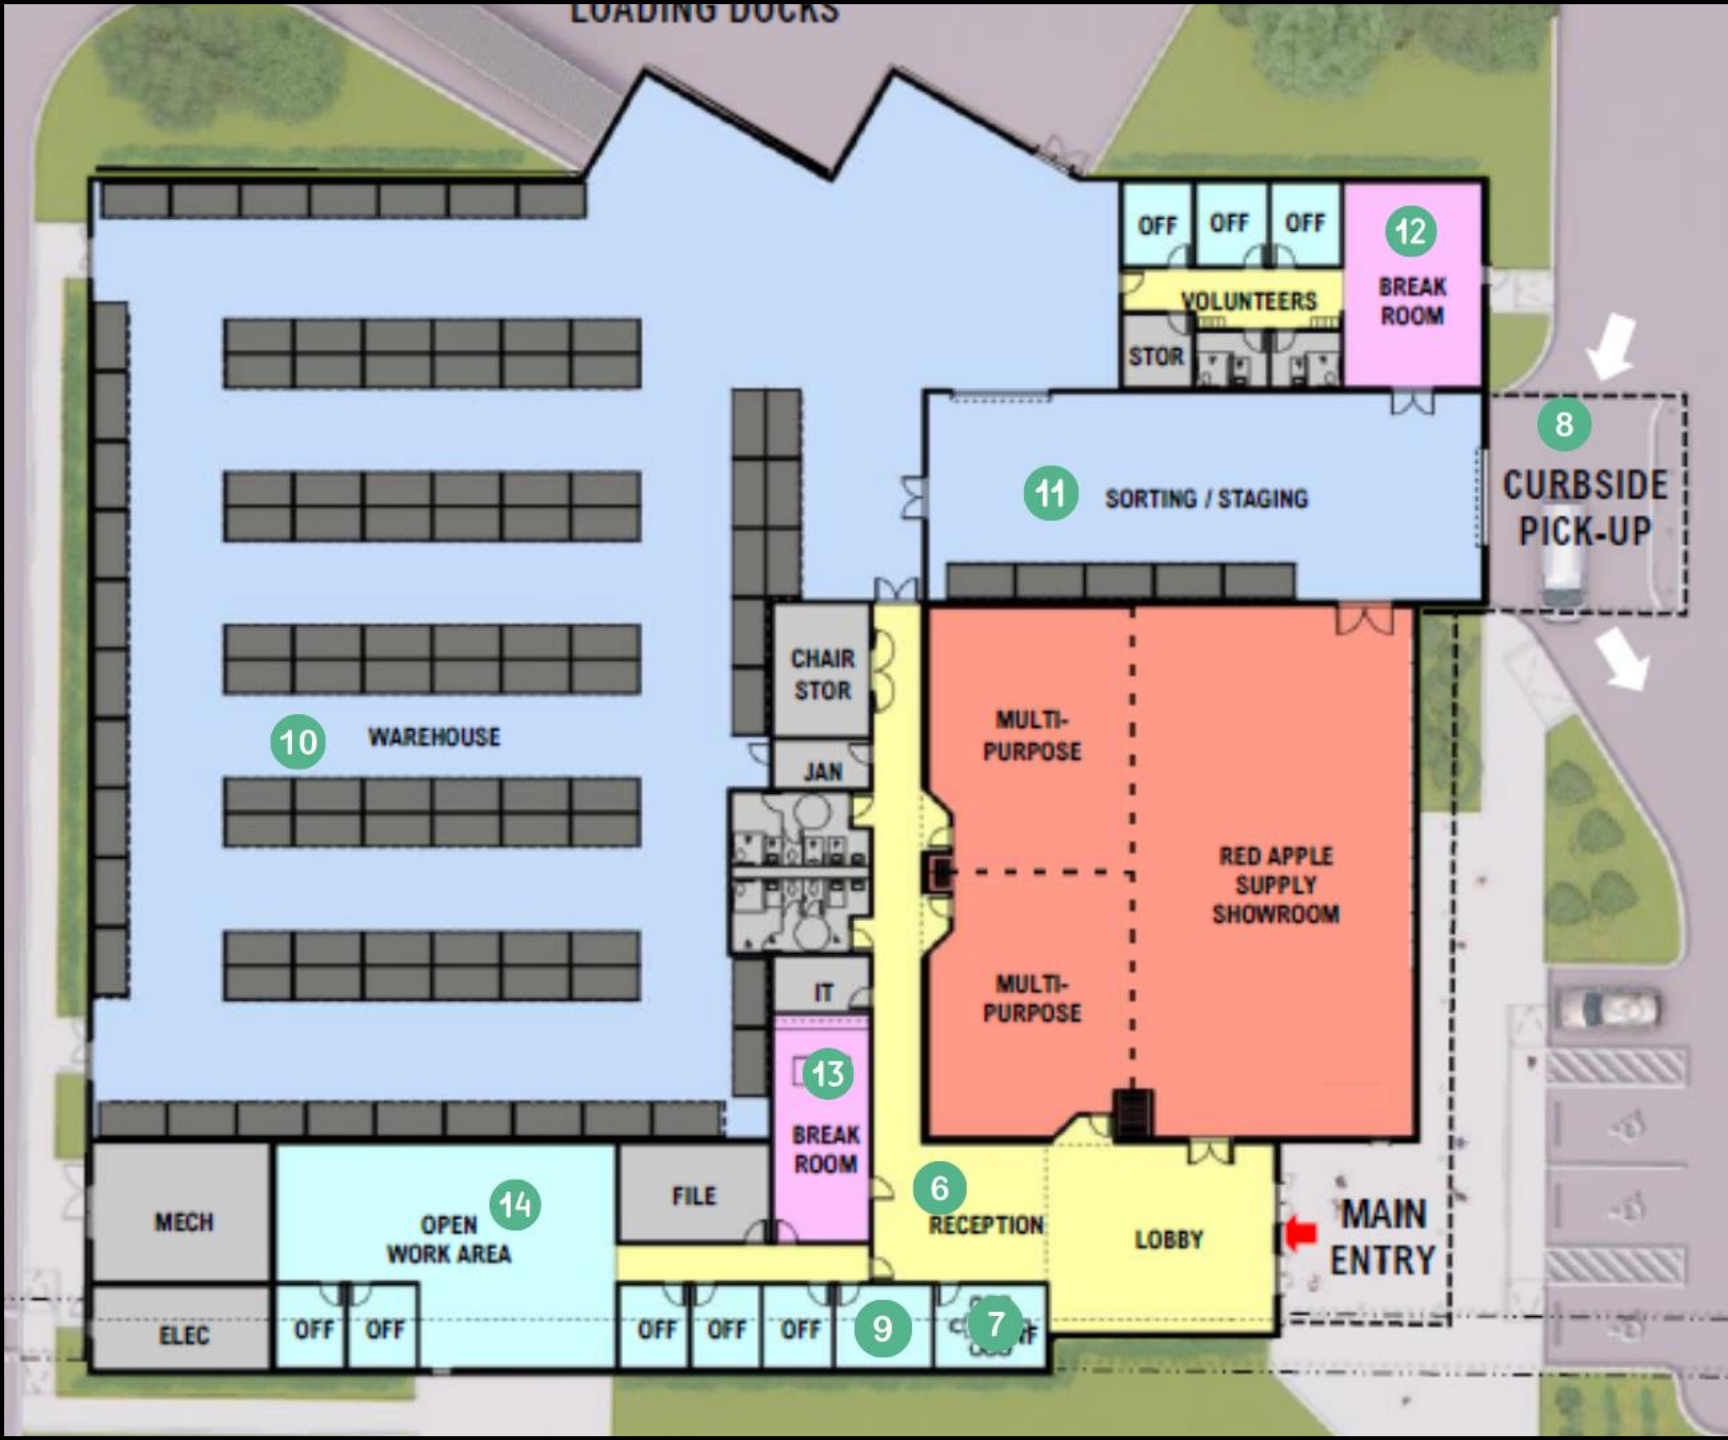 LOADING DOCKS
OFF
OFF
OFF
12
BREAK
ROOM
VOLUNTEERS
STOR
8
CURBSIDE
PICK-UP
11
SORTING / STAGING
CHAIR
STOR
MULTI-
PURPOSE
10
WAREHOUSE
JAN
RED APPLE
SUPPLY
SHOWROOM
IT
MULTI-
PURPOSE
13
BREAK
ROOM
14
OPEN
WORK AREA
MECH
FILE
6
RECEPTION
LOBBY
MAIN
ENTRY
ELEC
OFF
OFF
OFF
OFF
OFF
9
7